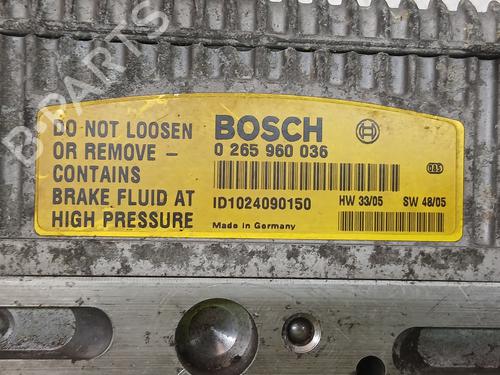 DO NOT LOOSEN
OR REMOVE -
CONTAINS
BRAKE FLUID AT
HIGH PRESSURE
BOSCH
0 265 960 036
ID1024090150
Made in Germany
HW 33/05 SW 48/05
B-PARTS